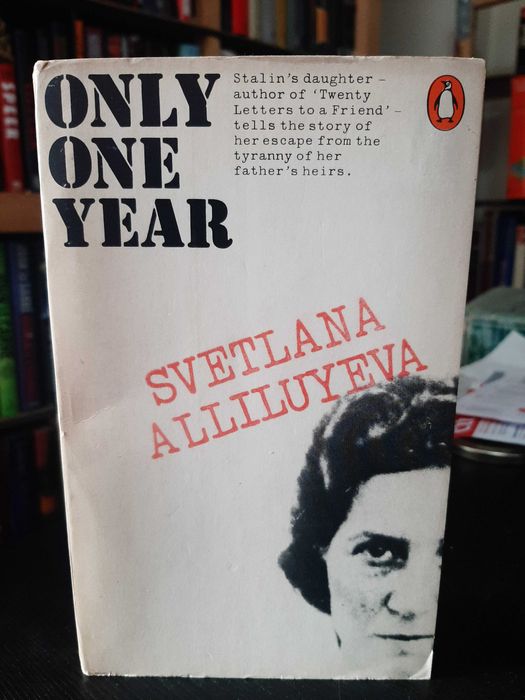 ONLY
ONE
YEAR
Stalin's daughter –
author of 'Twenty
Letters to a Friend' –
tells the story of
her escape from the
tyranny of her
father's heirs.
SVETLANA
ALLILUYEVA
SPEER